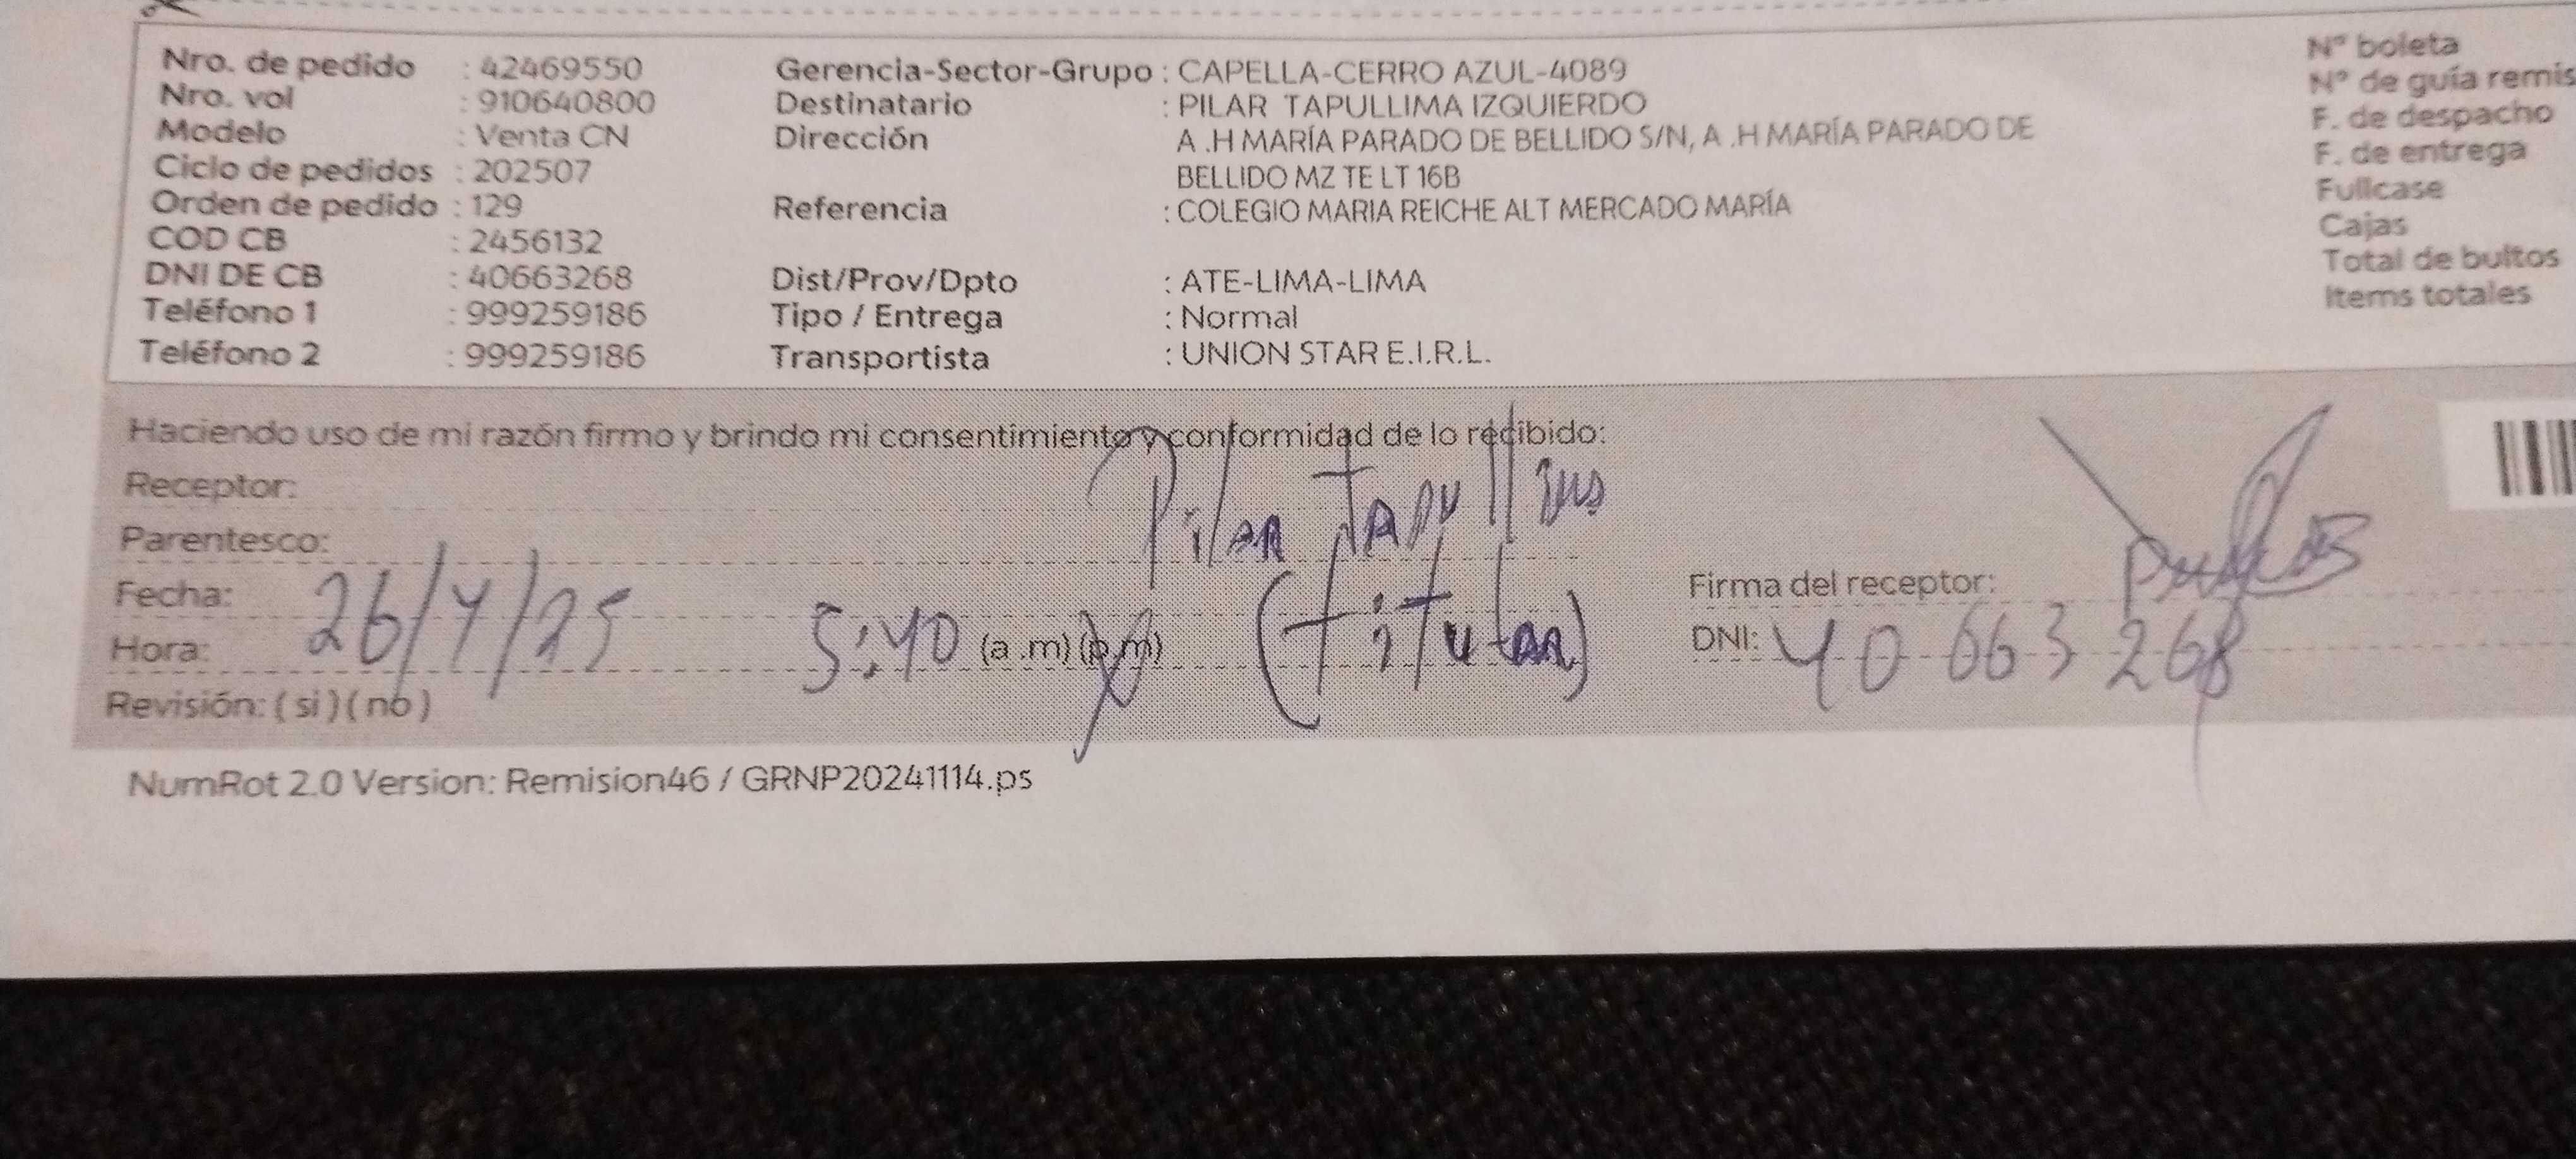 Nro. de pedido : 42469550 Gerencia-Sector-Grupo : CAPELLA-CERRO AZUL-4089 N° boleta
Nro. vol : 910640800 Destinatario : PILAR TAPULLIMA IZQUIERDO N° de guía remis
Modelo : Venta CN Dirección A .H MARÍA PARADO DE BELLIDO S/N, A .H MARÍA PARADO DE F. de despacho
Ciclo de pedidos : 202507 BELLIDO MZ TE LT 16B F. de entrega
Orden de pedido : 129 Referencia : COLEGIO MARIA REICHE ALT MERCADO MARÍA Fullcase
COD CB : 2456132 Cajas
DNI DE CB : 40663268 Dist/Prov/Dpto : ATE-LIMA-LIMA Total de bultos
Teléfono 1 : 999259186 Tipo / Entrega : Normal Items totales
Teléfono 2 : 999259186 Transportista : UNION STAR E.I.R.L.
Haciendo uso de mi razón firmo y brindo mi consentimiento y conformidad de lo recibido:
Receptor: Pilar
Parentesco: (titular)
Fecha: 26/4/25 Firma del receptor:
Hora: 5:40 (a .m) (p.m) DNI: 40 663 268
Revisión: ( si ) ( no )
NumRot 2.0 Version: Remision46 / GRNP20241114.ps